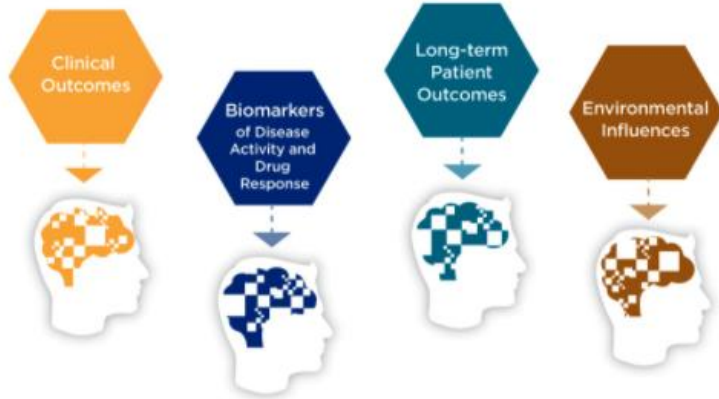 Clinical
Outcomes
Biomarkers
of Disease
Activity and
Drug
Response
Long-term
Patient
Outcomes
Environmental
Influences